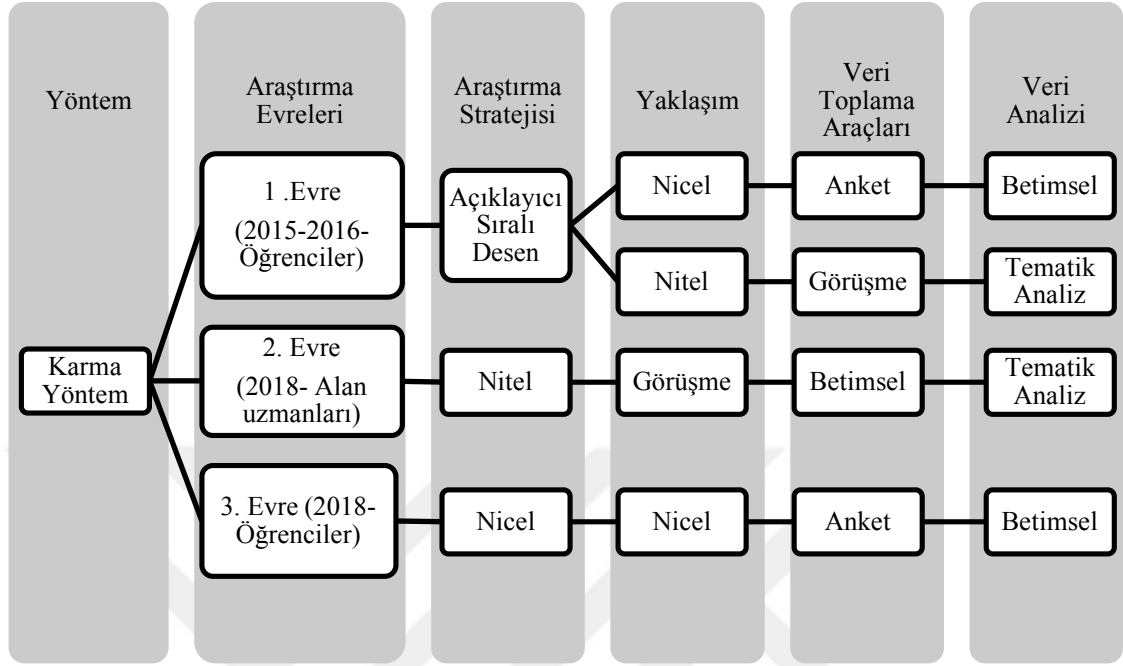 Yöntem
Araştırma
Evreleri
Araştırma
Stratejisi
Yaklaşım
Veri
Toplama
Araçları
Veri
Analizi
Karma
Yöntem
1 .Evre
(2015-2016-
Öğrenciler)
Açıklayıcı
Sıralı
Desen
Nicel
Anket
Betimsel
Nitel
Görüşme
Tematik
Analiz
2. Evre
(2018- Alan
uzmanları)
Nitel
Görüşme
Betimsel
Tematik
Analiz
3. Evre (2018-
Öğrenciler)
Nicel
Nicel
Anket
Betimsel